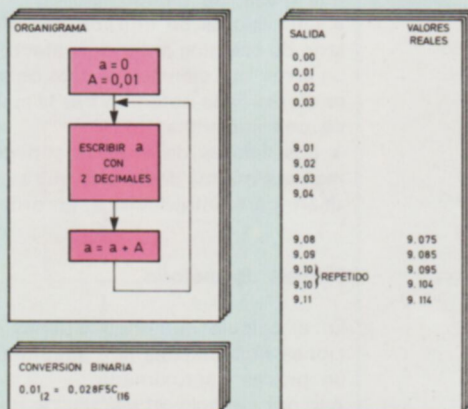 ORGANIGRAMA
a = 0
A = 0,01
ESCRIBIR a
CON
2 DECIMALES
a = a + A
CONVERSION BINARIA
0,01(2 = 0,028F5C(16
SALIDA VALORES REALES
0,00
0,01
0,02
0,03
9,01
9,02
9,03
9,04
9,08 9.075
9,09 9.085
9,10 } REPETIDO 9.095
9,10 9.104
9,11 9.114